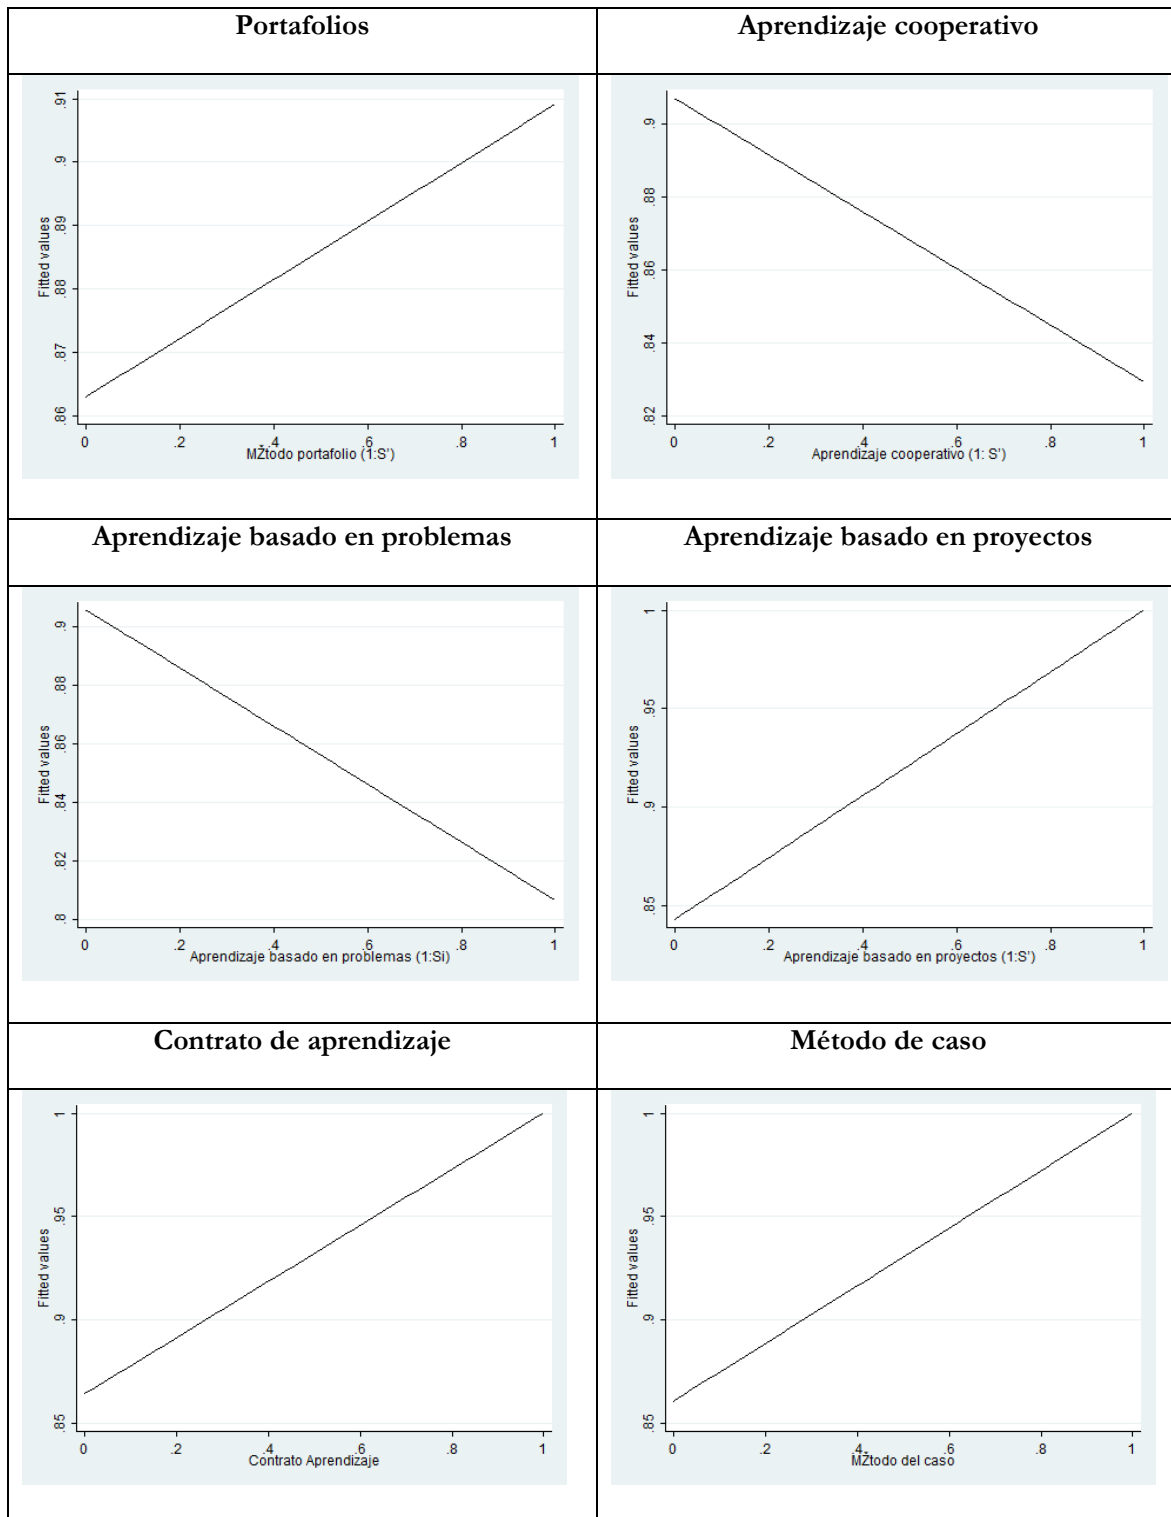 Portafolios
Aprendizaje cooperativo
Fitted values
.91
.9
.89
.88
.87
.86
0 .2 .4 .6 .8 1
MŽtodo portafolio (1:S')
Fitted values
.9
.88
.86
.84
.82
0 .2 .4 .6 .8 1
Aprendizaje cooperativo (1: S')
Aprendizaje basado en problemas
Aprendizaje basado en proyectos
Fitted values
.9
.88
.86
.84
.82
.8
0 .2 .4 .6 .8 1
Aprendizaje basado en problemas (1:Si)
Fitted values
1
.95
.9
.85
0 .2 .4 .6 .8 1
Aprendizaje basado en proyectos (1:S')
Contrato de aprendizaje
Método de caso
Fitted values
1
.95
.9
.85
0 .2 .4 .6 .8 1
Contrato Aprendizaje
Fitted values
1
.95
.9
.85
0 .2 .4 .6 .8 1
MŽtodo del caso